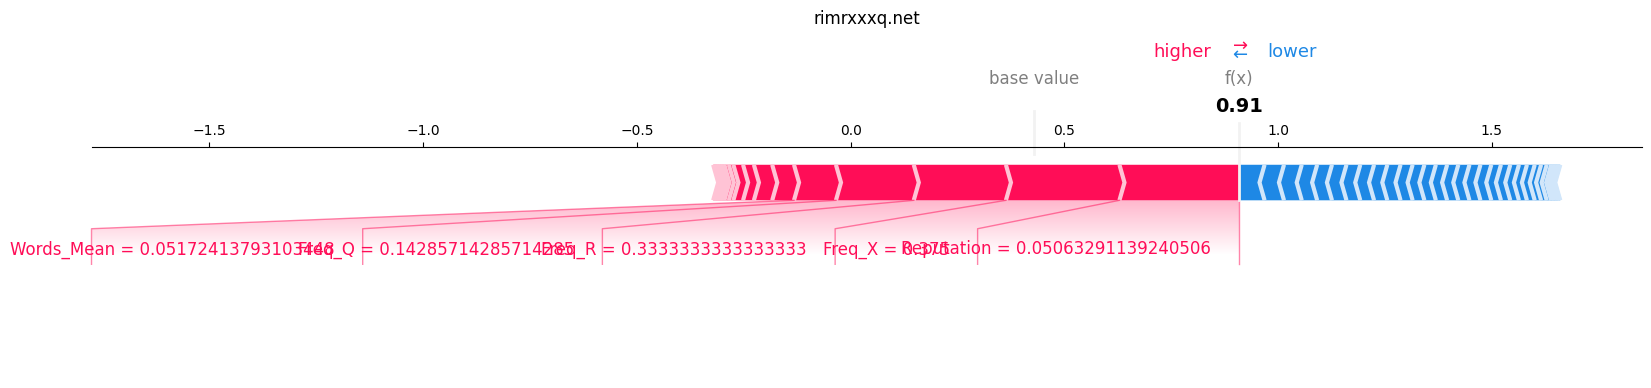 rimrxxxq.net
higher ⇄ lower
base value f(x)
0.91
−1.5 −1.0 −0.5 0.0 0.5 1.0 1.5
Words_Mean = 0.05172413793103448 Freq_Q = 0.14285714285714285 Freq_R = 0.3333333333333333 Freq_X = 0.375 Reputation = 0.05063291139240506